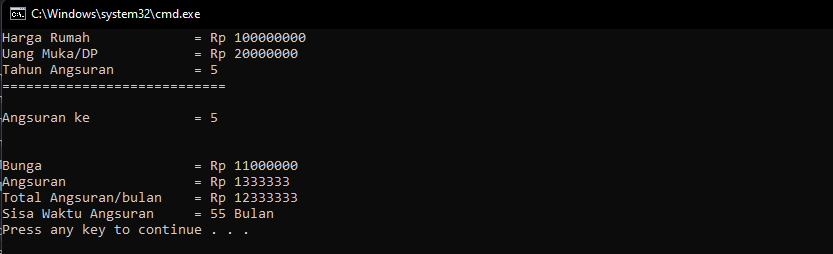 C:\Windows\system32\cmd.exe
Harga Rumah = Rp 100000000
Uang Muka/DP = Rp 20000000
Tahun Angsuran = 5
============================
Angsuran ke = 5
Bunga = Rp 11000000
Angsuran = Rp 1333333
Total Angsuran/bulan = Rp 12333333
Sisa Waktu Angsuran = 55 Bulan
Press any key to continue . . .